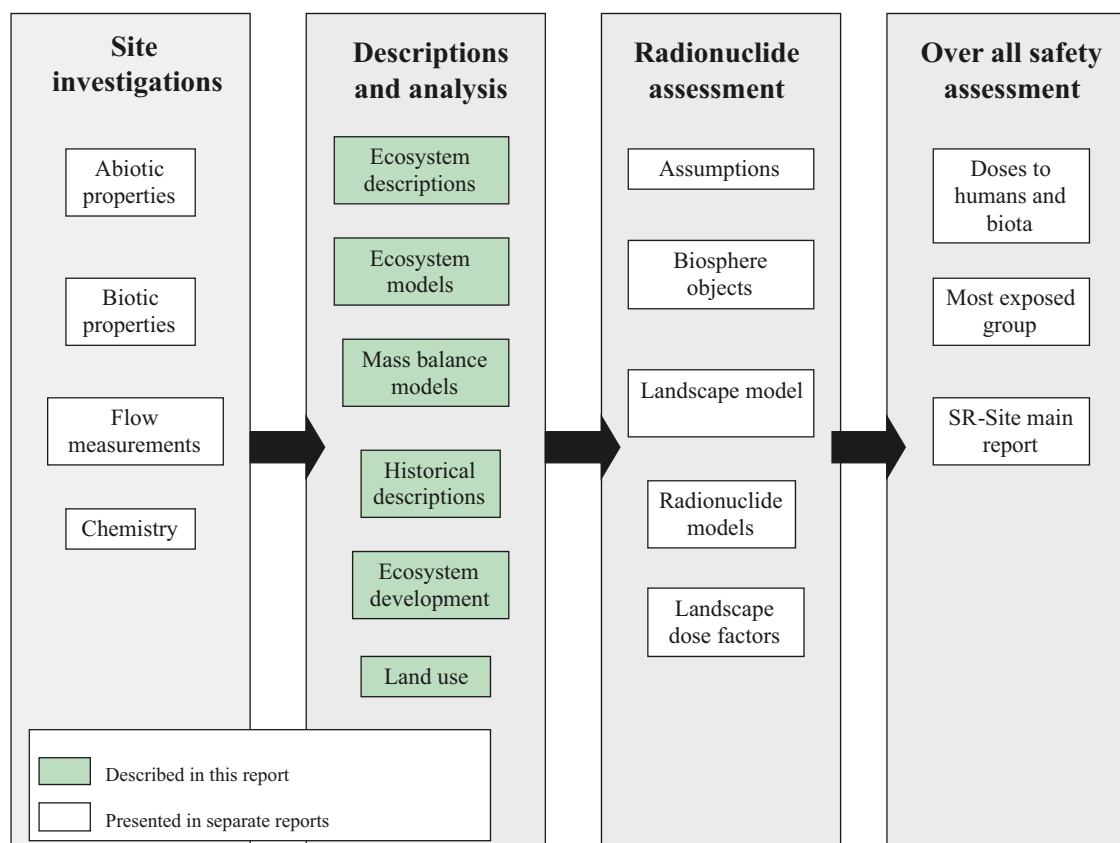 Site
investigations
Abiotic
properties
Biotic
properties
Flow
measurements
Chemistry
Descriptions
and analysis
Ecosystem
descriptions
Ecosystem
models
Mass balance
models
Historical
descriptions
Ecosystem
development
Land use
Radionuclide
assessment
Assumptions
Biosphere
objects
Landscape model
Radionuclide
models
Landscape
dose factors
Over all safety
assessment
Doses to
humans and
biota
Most exposed
group
SR-Site main
report
Described in this report
Presented in separate reports